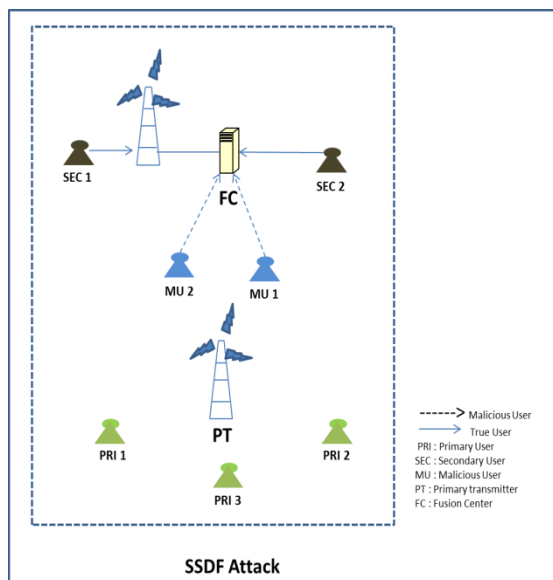 SEC 1
SEC 2
FC
MU 2
MU 1
PT
PRI 1
PRI 2
PRI 3
Malicious User
True User
PRI : Primary User
SEC : Secondary User
MU : Malicious User
PT : Primary transmitter
FC : Fusion Center
SSDF Attack